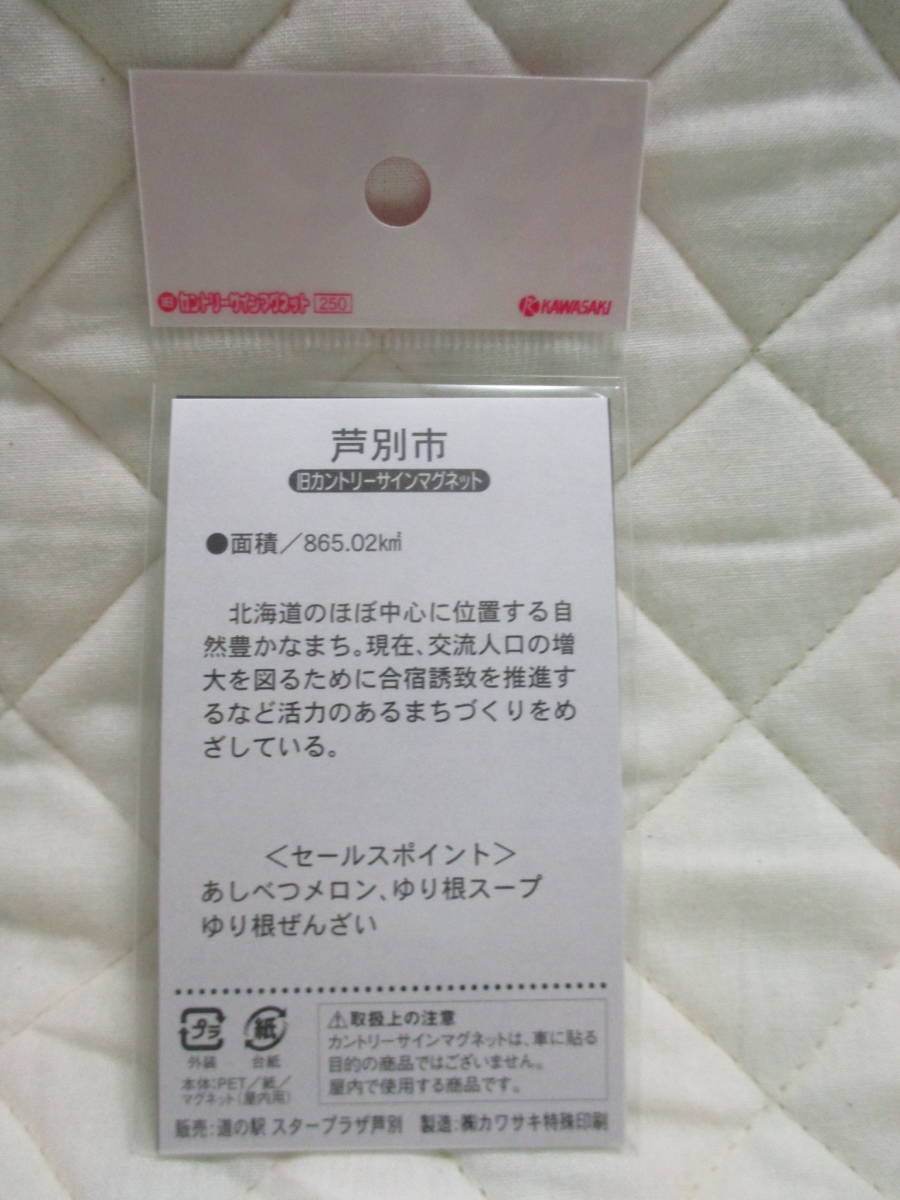 旧 カントリーサインマグネット 250
R KAWASAKI
芦別市
旧カントリーサインマグネット
●面積／865.02k㎡
北海道のほぼ中心に位置する自
然豊かなまち。現在、交流人口の増
大を図るために合宿誘致を推進す
るなど活力のあるまちづくりをめ
ざしている。
＜セールスポイント＞
あしべつメロン、ゆり根スープ
ゆり根ぜんざい
プラ
外装
紙
台紙
本体：PET／紙／
マグネット（屋内用）
⚠取扱上の注意
カントリーサインマグネットは、車に貼る
目的の商品ではございません。
屋内で使用する商品です。
販売：道の駅 スタープラザ芦別 製造：㈱カワサキ特殊印刷